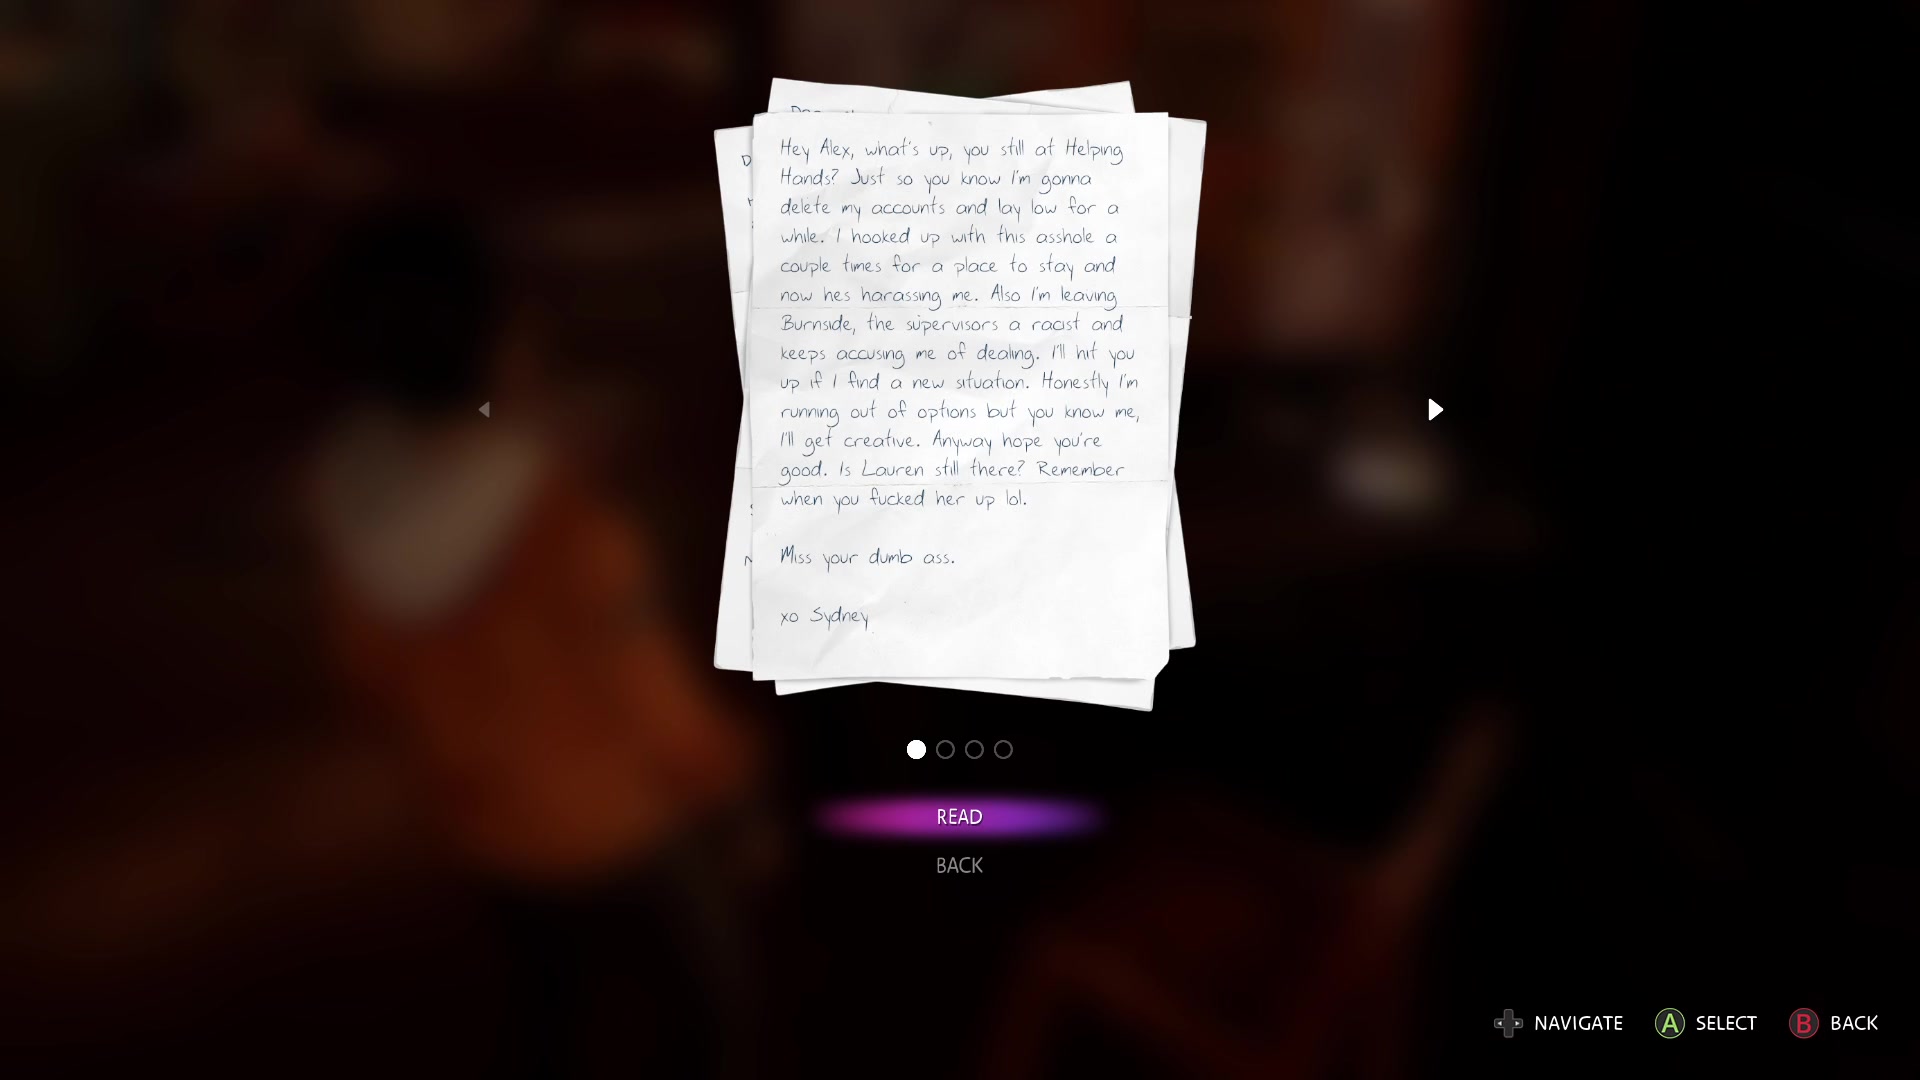 Hey Alex, what's up, you still at Helping
Hands? Just so you know I'm gonna
delete my accounts and lay low for a
while. I hooked up with this asshole a
couple times for a place to stay and
now hes harassing me. Also I'm leaving
Burnside, the supervisors a racist and
keeps accusing me of dealing. I'll hit you
up if I find a new situation. Honestly I'm
running out of options but you know me,
I'll get creative. Anyway hope you're
good. Is Lauren still there? Remember
when you fucked her up lol.
Miss your dumb ass.
xo Sydney
READ
BACK
NAVIGATE
A SELECT
B BACK